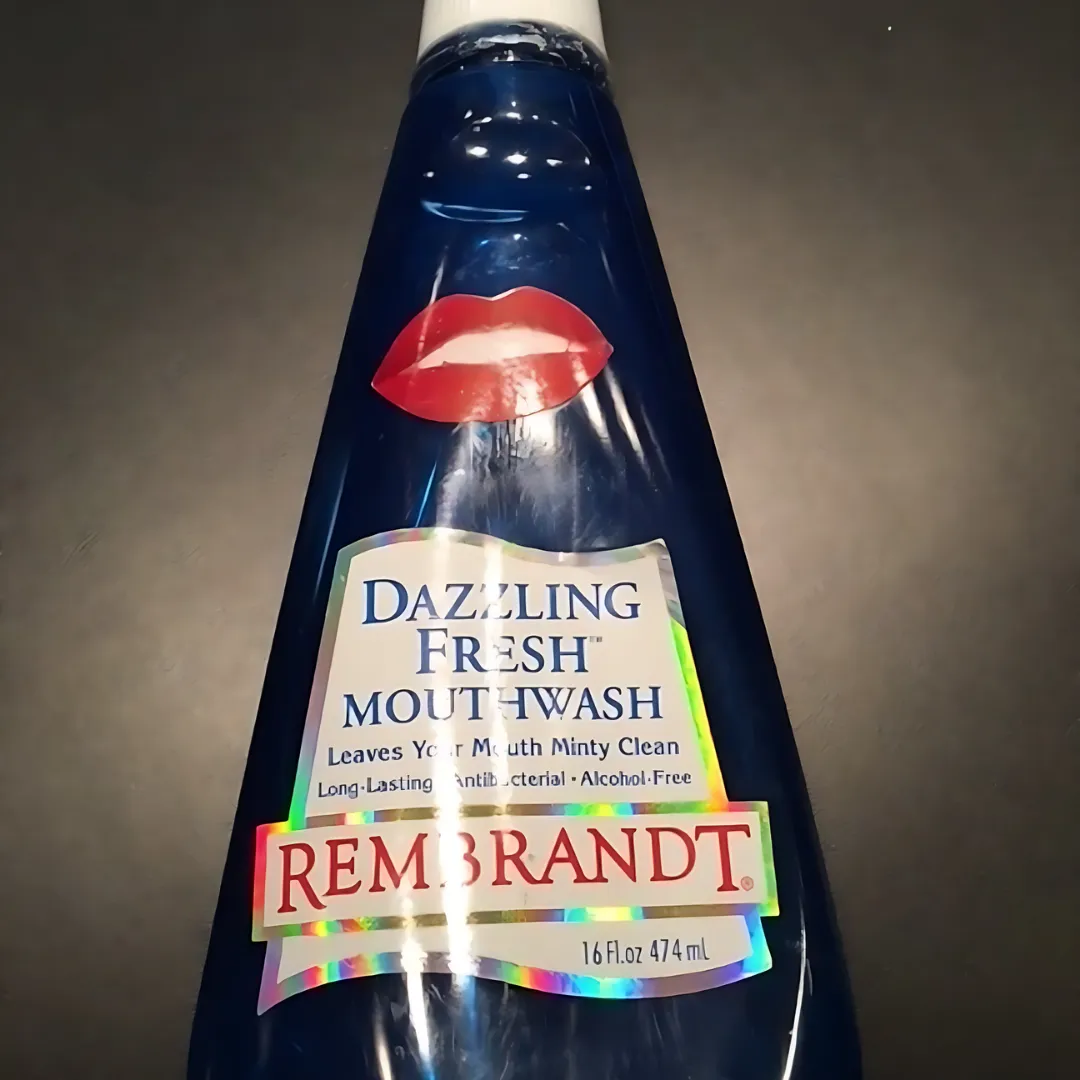 DAZZLING
FRESH™
MOUTHWASH
Leaves Your Mouth Minty Clean
Long-Lasting · Antibacterial · Alcohol-Free
REMBRANDT®
16 Fl.oz 474 mL